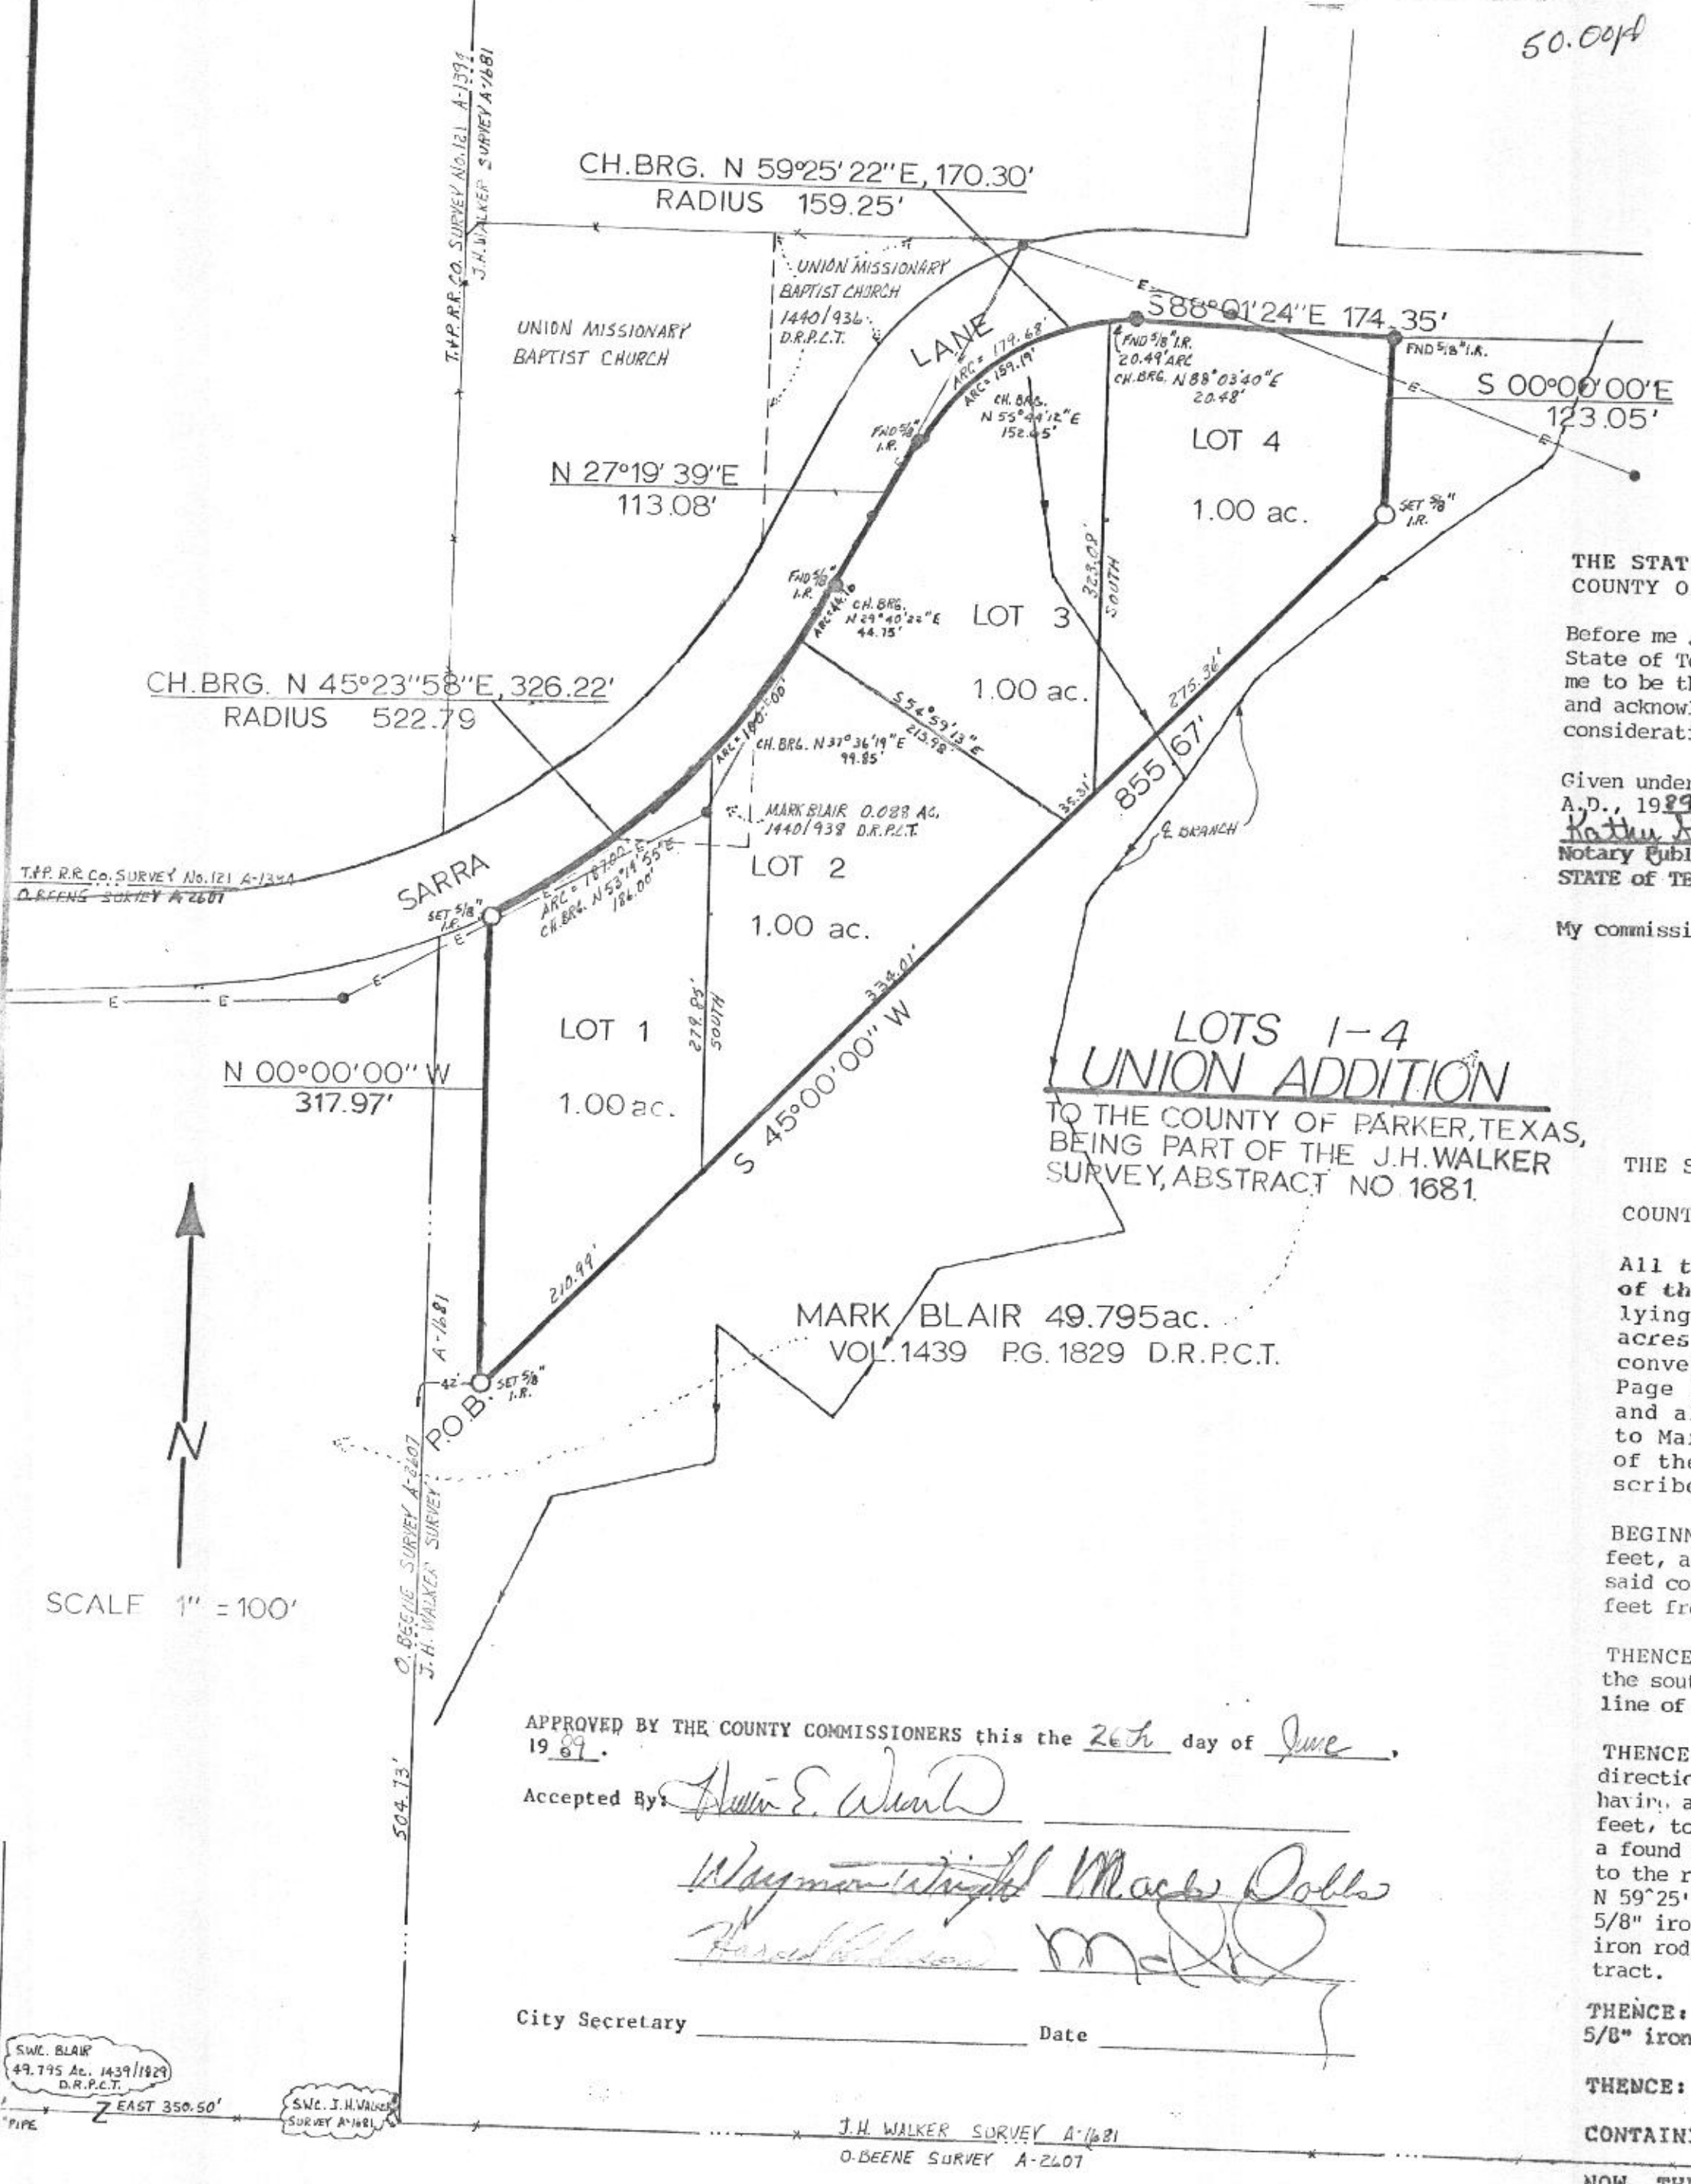 50.00pd
T.&P. R.R. CO. SURVEY No. 121 A-1394
J.H. WALKER SURVEY A-1681
CH.BRG. N 59°25'22"E, 170.30'
RADIUS 159.25'
UNION MISSIONARY
BAPTIST CHURCH
1440/936
D.R.P.C.T.
UNION MISSIONARY
BAPTIST CHURCH
LANE
ARC = 179.68'
ARC = 159.19'
E
S 88°01'24"E 174.35'
FND 5/8" I.R.
20.49' ARC
CH. BRG. N 88°03'40"E
20.48'
FND 5/8" I.R.
E
S 00°00'00"E
123.05'
E
CH. BRG.
N 55°44'12"E
FND 5/8"
I.R.
LOT 4
1.00 ac.
N 27°19'39"E
113.08'
SET 5/8"
I.R.
FND 5/8"
I.R.
CH. BRG.
N 29°40'22"E
44.75'
323.08'
SOUTH
LOT 3
1.00 ac.
CH.BRG. N 45°23"58"E, 326.22'
RADIUS 522.79
S 54°59'13"E
213.98'
275.36'
ARC = 100.00'
CH. BRG. N 37°36'19"E
99.85'
35.31'
855.67'
MARK BLAIR 0.088 AC.
1440/938 D.R.P.C.T.
℄ BRANCH
LOT 2
1.00 ac.
T.&P. R.R. Co. SURVEY No. 121 A-1394
O. BEENE SURVEY A-2607
SARRA
SET 5/8"
I.R.
ARC = 187.00'
CH. BRG. N 53°19'55"E
186.00'
E
E
E
E
334.01'
LOT 1
1.00 ac.
279.85'
SOUTH
S 45°00'00" W
N 00°00'00" W
317.97'
LOTS 1-4
UNION ADDITION
TO THE COUNTY OF PARKER, TEXAS,
BEING PART OF THE J.H. WALKER
SURVEY, ABSTRACT NO. 1681.
210.99'
MARK BLAIR 49.795ac.
VOL. 1439 PG. 1829 D.R.P.C.T.
A-1681
42'
SET 5/8"
I.R.
P.O.B.
N
SCALE 1" = 100'
O. BEENE SURVEY A-2607
J.H. WALKER SURVEY
504.73'
APPROVED BY THE COUNTY COMMISSIONERS this the 26th day of June,
1989.
Accepted By:
Wayman Wright Mack Dobbs
City Secretary Date
SWC. BLAIR
49.795 Ac. 1439/1829
D.R.P.C.T.
PIPE
EAST 350.50'
SWC. J.H. WALKER
SURVEY A-1681
J.H. WALKER SURVEY A-1681
O. BEENE SURVEY A-2607
THE STAT
COUNTY O
Before me
State of T
me to be t
and acknow
considerat
Given under
A.D., 1989
Kathy
Notary Publ
STATE of TE
My commissi
THE S
COUNT
All t
of th
lying
acres
conve
Page
and a
to Ma
of the
scribe
BEGINN
feet, a
said co
feet fr
THENCE
the sout
line of
THENCE
directio
having a
feet, to
a found
to the r
N 59^25'
5/8" iro
iron rod
tract.
THENCE:
5/8" iron
THENCE:
CONTAIN
NOW, THE